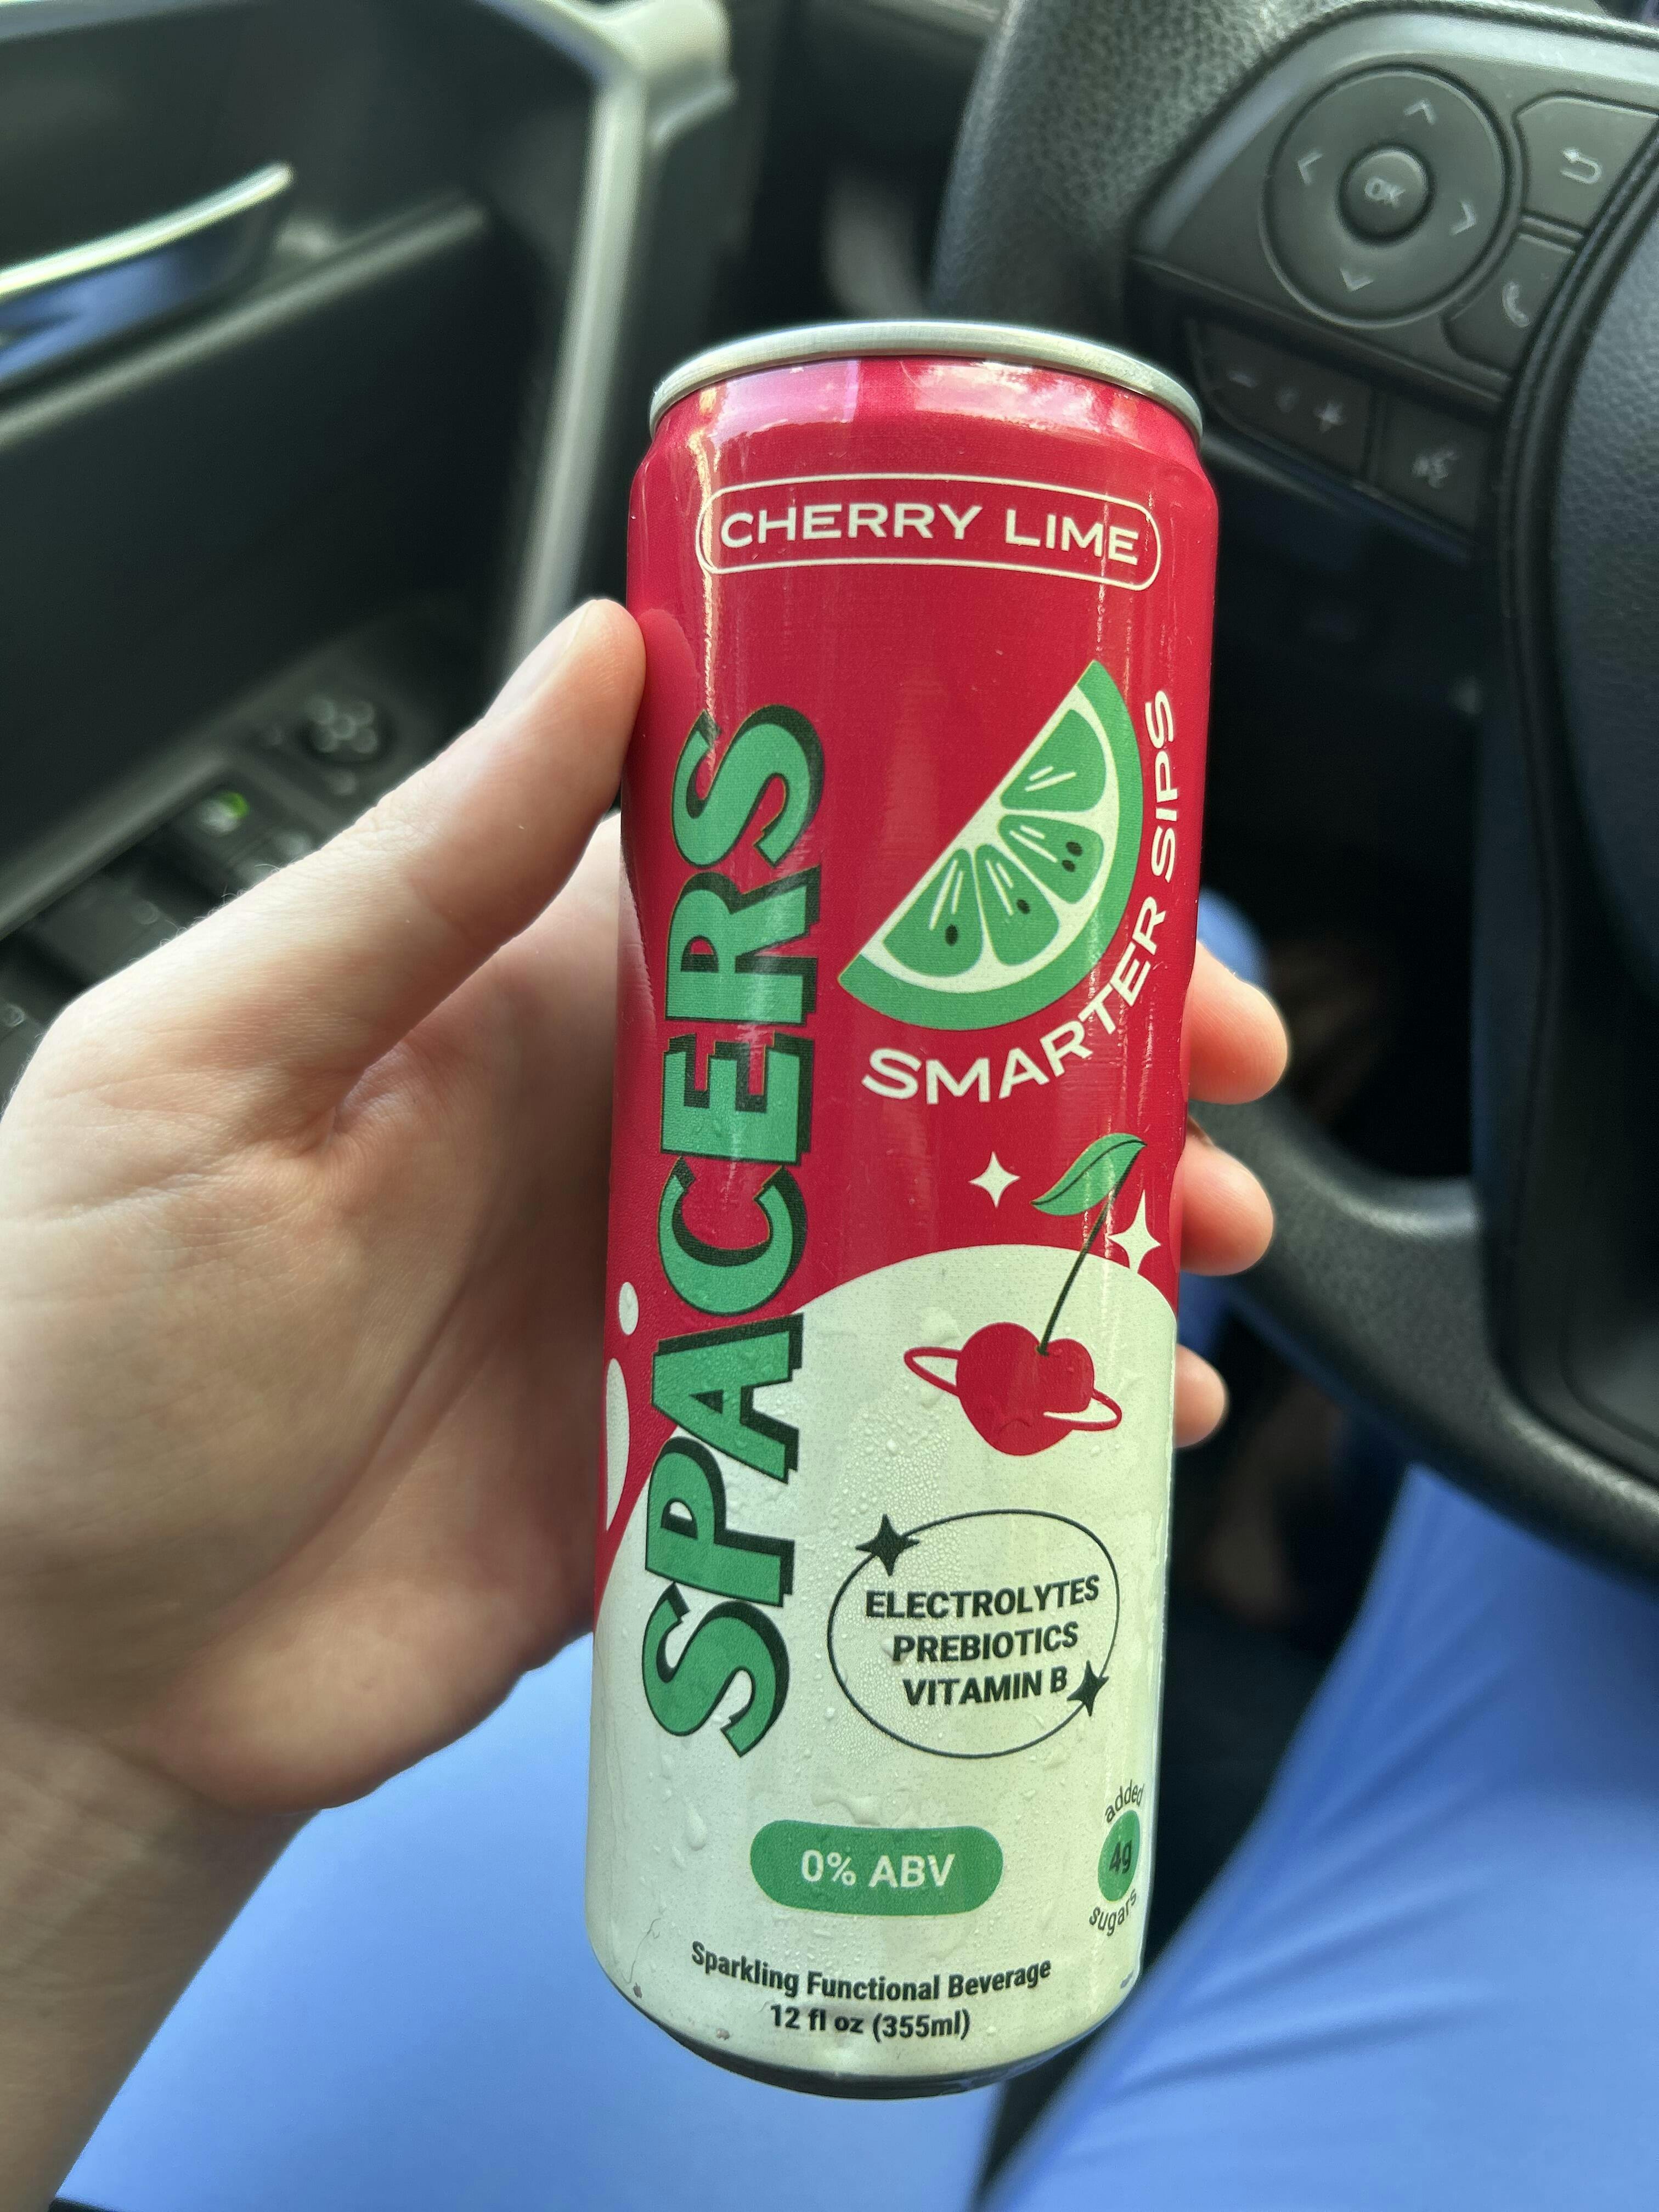 OK
CHERRY LIME
SPACERS
SMARTER SIPS
ELECTROLYTES
PREBIOTICS
VITAMIN B
added
4g
sugars
0% ABV
Sparkling Functional Beverage
12 fl oz (355ml)